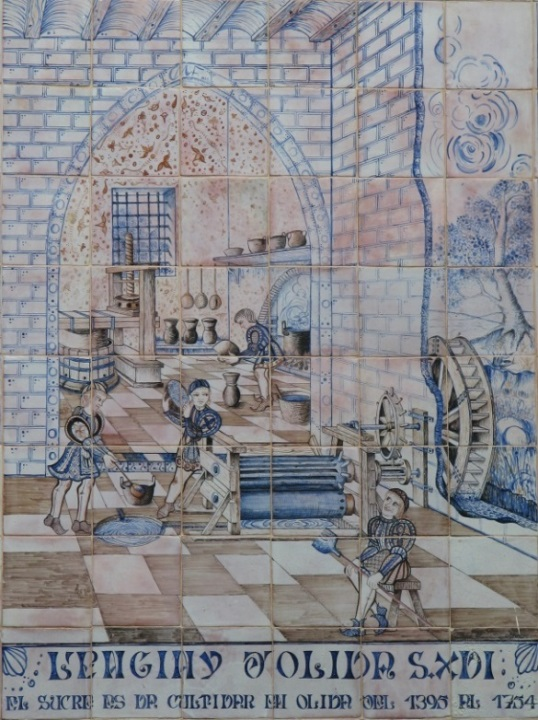 LENGINY D'OLIVA S.XVI
EL SUCRE ES VA CULTIVAR EN OLIVA DEL 1395 AL 1754